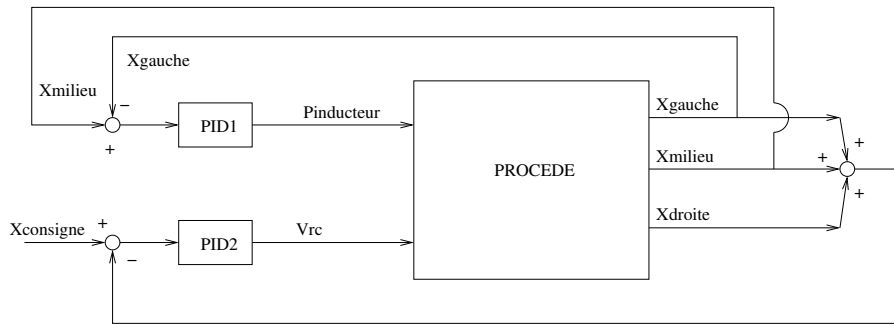 Xgauche
Xmilieu
−
+
PID1
Pinducteur
PROCEDE
Xgauche
+
Xmilieu
+
Xdroite
+
Xconsigne
+
−
PID2
Vrc